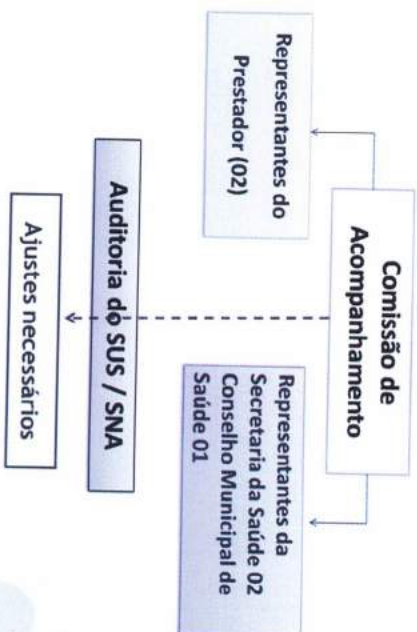 Comissão de
Acompanhamento
Representantes do
Prestador (02)
Representantes da
Secretaria da Saúde 02
Conselho Municipal de
Saúde 01
Auditoria do SUS / SNA
Ajustes necessários